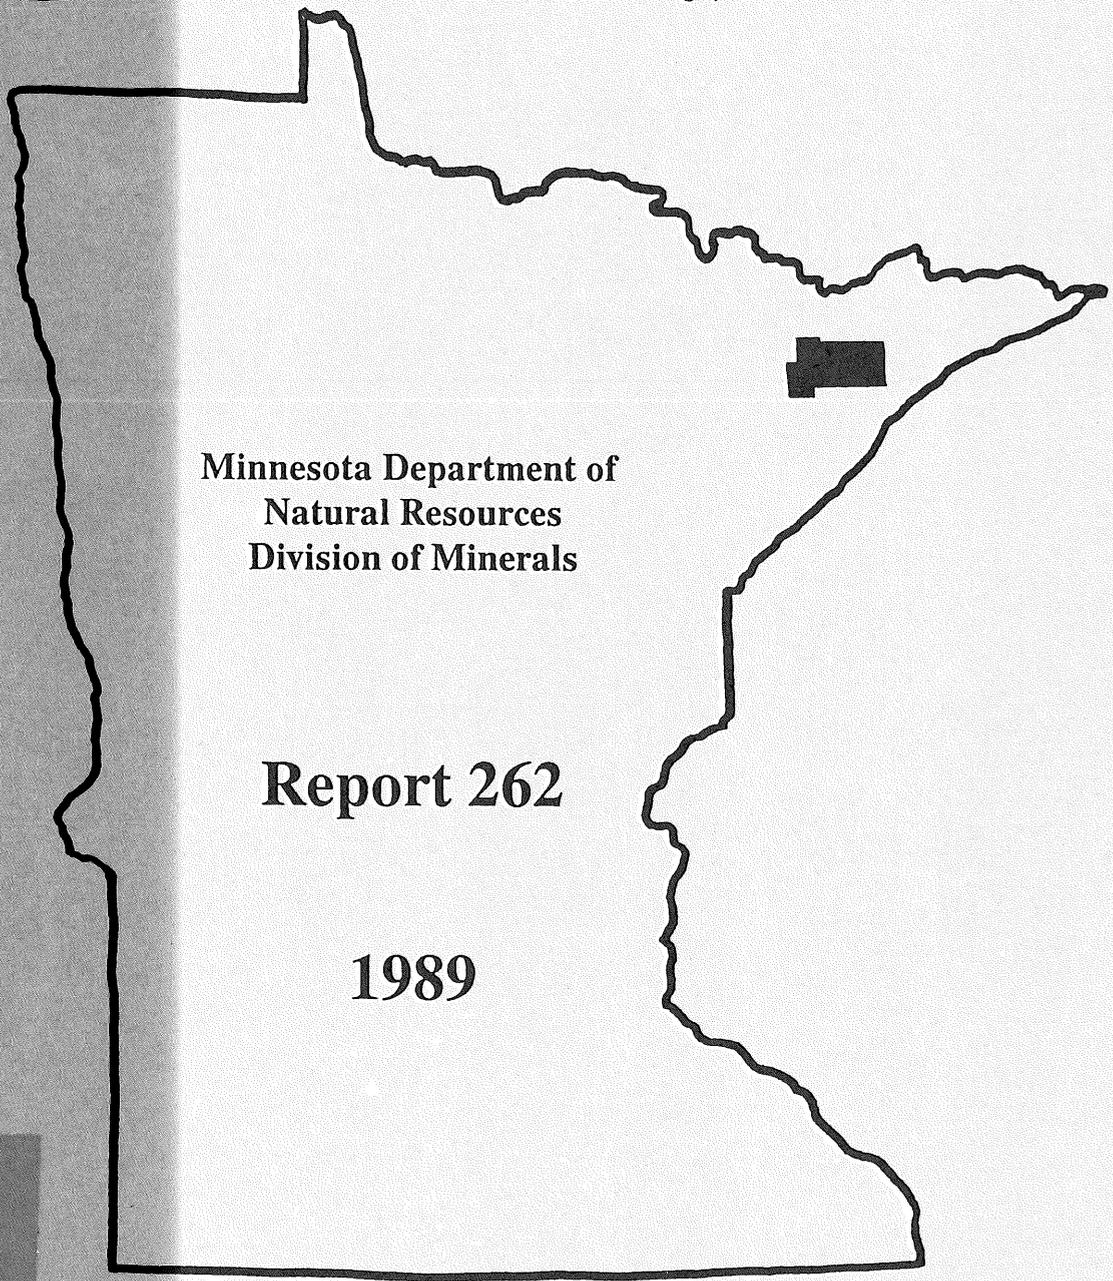 Minnesota Department of
Natural Resources
Division of Minerals
Report 262
1989